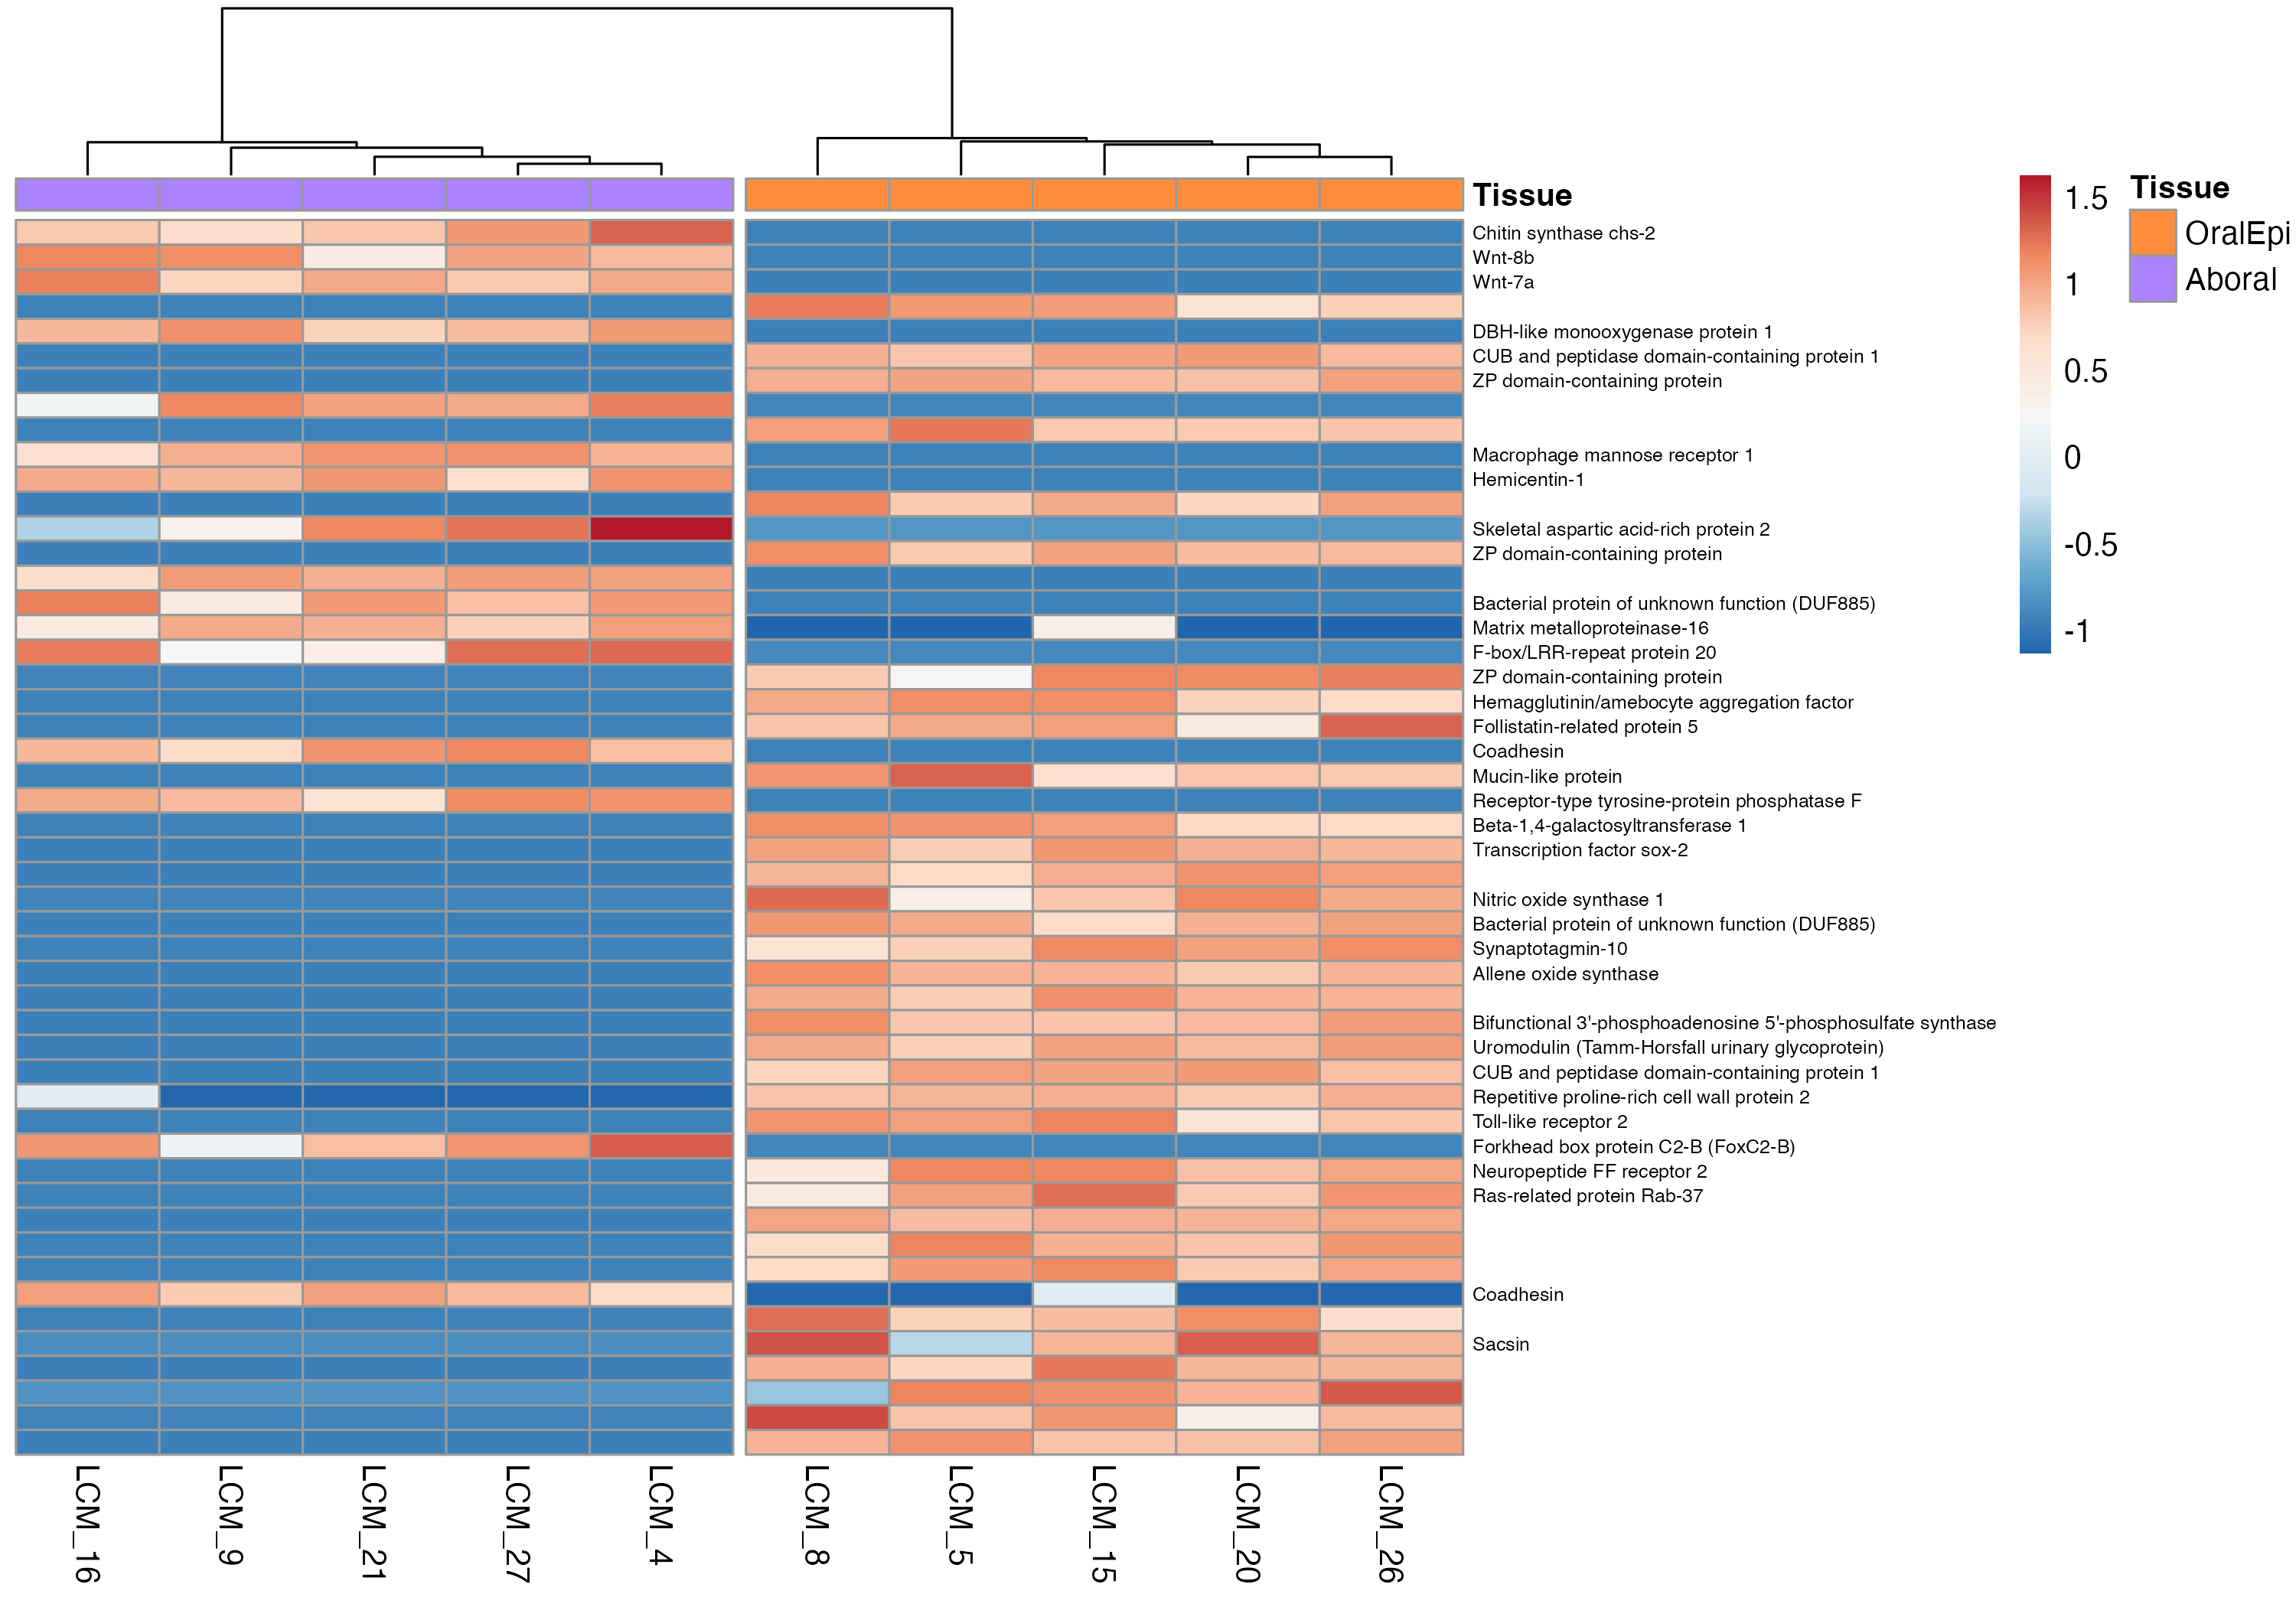 Tissue
Chitin synthase chs-2
Wnt-8b
Wnt-7a
DBH-like monooxygenase protein 1
CUB and peptidase domain-containing protein 1
ZP domain-containing protein
Macrophage mannose receptor 1
Hemicentin-1
Skeletal aspartic acid-rich protein 2
ZP domain-containing protein
Bacterial protein of unknown function (DUF885)
Matrix metalloproteinase-16
F-box/LRR-repeat protein 20
ZP domain-containing protein
Hemagglutinin/amebocyte aggregation factor
Follistatin-related protein 5
Coadhesin
Mucin-like protein
Receptor-type tyrosine-protein phosphatase F
Beta-1,4-galactosyltransferase 1
Transcription factor sox-2
Nitric oxide synthase 1
Bacterial protein of unknown function (DUF885)
Synaptotagmin-10
Allene oxide synthase
Bifunctional 3'-phosphoadenosine 5'-phosphosulfate synthase
Uromodulin (Tamm-Horsfall urinary glycoprotein)
CUB and peptidase domain-containing protein 1
Repetitive proline-rich cell wall protein 2
Toll-like receptor 2
Forkhead box protein C2-B (FoxC2-B)
Neuropeptide FF receptor 2
Ras-related protein Rab-37
Coadhesin
Sacsin
LCM_16
LCM_9
LCM_21
LCM_27
LCM_4
LCM_8
LCM_5
LCM_15
LCM_20
LCM_26
1.5
1
0.5
0
-0.5
-1
Tissue
OralEpi
Aboral